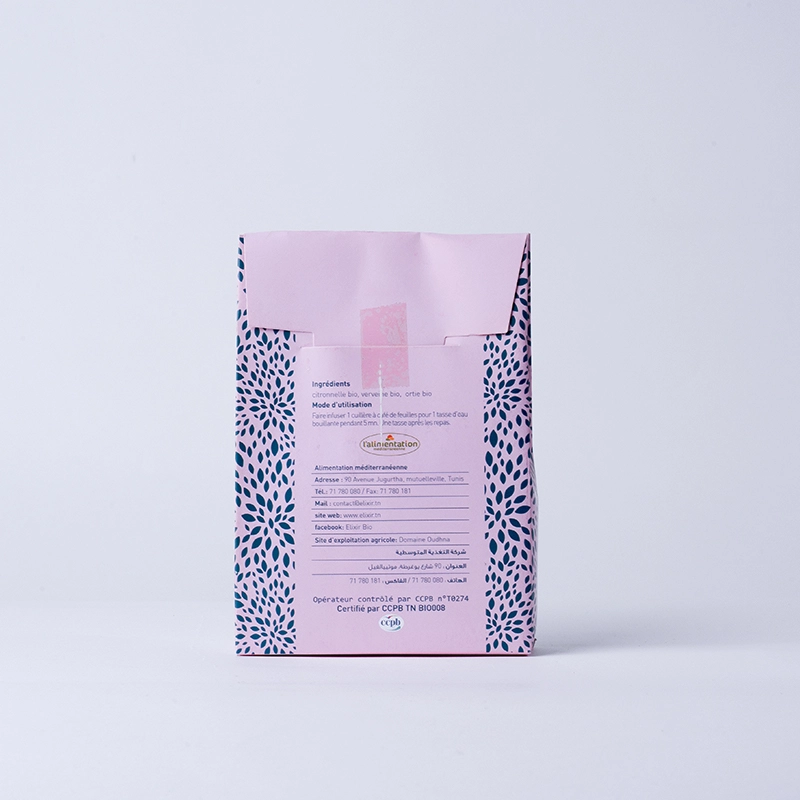 Ingrédients
citronnelle bio, verveine bio, ortie bio
Mode d'utilisation
Faire infuser 1 cuillère à café de feuilles pour 1 tasse d'eau
bouillante pendant 5 mn. Une tasse après les repas.
l'alimentation
méditerranéenne
Alimentation méditerranéenne
Adresse : 90 Avenue Jugurtha, mutuelleville, Tunis
Tél.: 71 780 080 / Fax: 71 780 181
Mail : contact@elixir.tn
site web: www.elixir.tn
facebook: Elixir Bio
Site d'exploitation agricole: Domaine Oudhna
شركة التغذية المتوسطية
العنوان : 90 شارع يوغرطة، موتييالفيل
الهاتف : 080 780 71 / الفاكس : 181 780 71
Opérateur contrôlé par CCPB n°T0274
Certifié par CCPB TN BIO008
ccpb